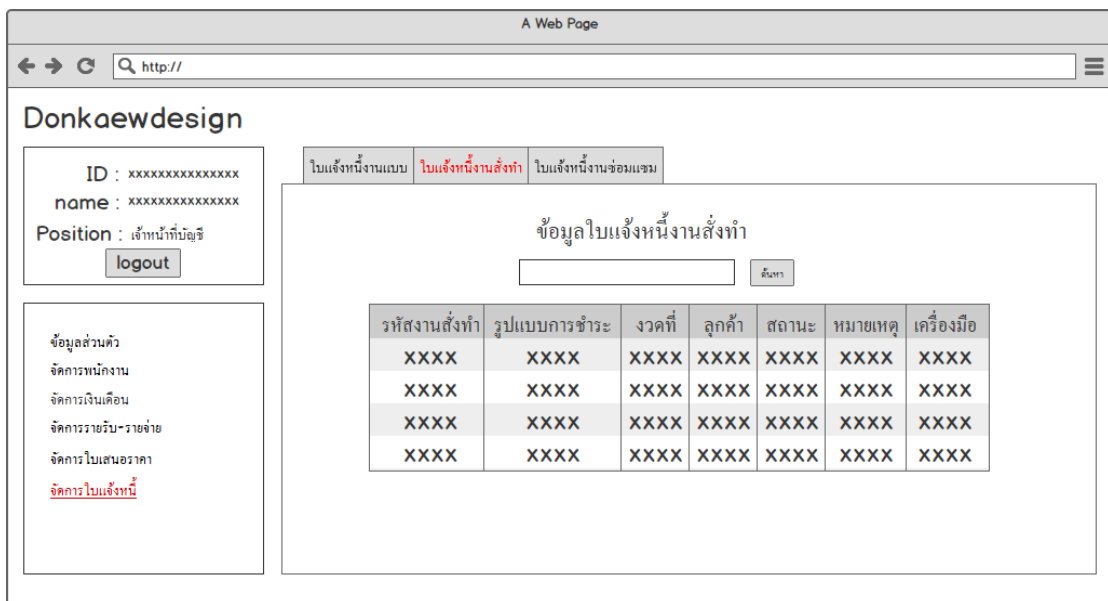 A Web Page
http://
Donkaewdesign
ID : xxxxxxxxxxxxxxx
name : xxxxxxxxxxxxxxx
Position : เจ้าหน้าที่บัญชี
logout
ข้อมูลส่วนตัว
จัดการพนักงาน
จัดการเงินเดือน
จัดการรายรับ-รายจ่าย
จัดการใบเสนอราคา
จัดการใบแจ้งหนี้
ใบแจ้งหนี้งานแบบ ใบแจ้งหนี้งานสั่งทำ ใบแจ้งหนี้งานซ่อมแซม
ข้อมูลใบแจ้งหนี้งานสั่งทำ
ค้นหา
รหัสงานสั่งทำ รูปแบบการชำระ งวดที่ ลูกค้า สถานะ หมายเหตุ เครื่องมือ
XXXX XXXX XXXX XXXX XXXX XXXX XXXX
XXXX XXXX XXXX XXXX XXXX XXXX XXXX
XXXX XXXX XXXX XXXX XXXX XXXX XXXX
XXXX XXXX XXXX XXXX XXXX XXXX XXXX